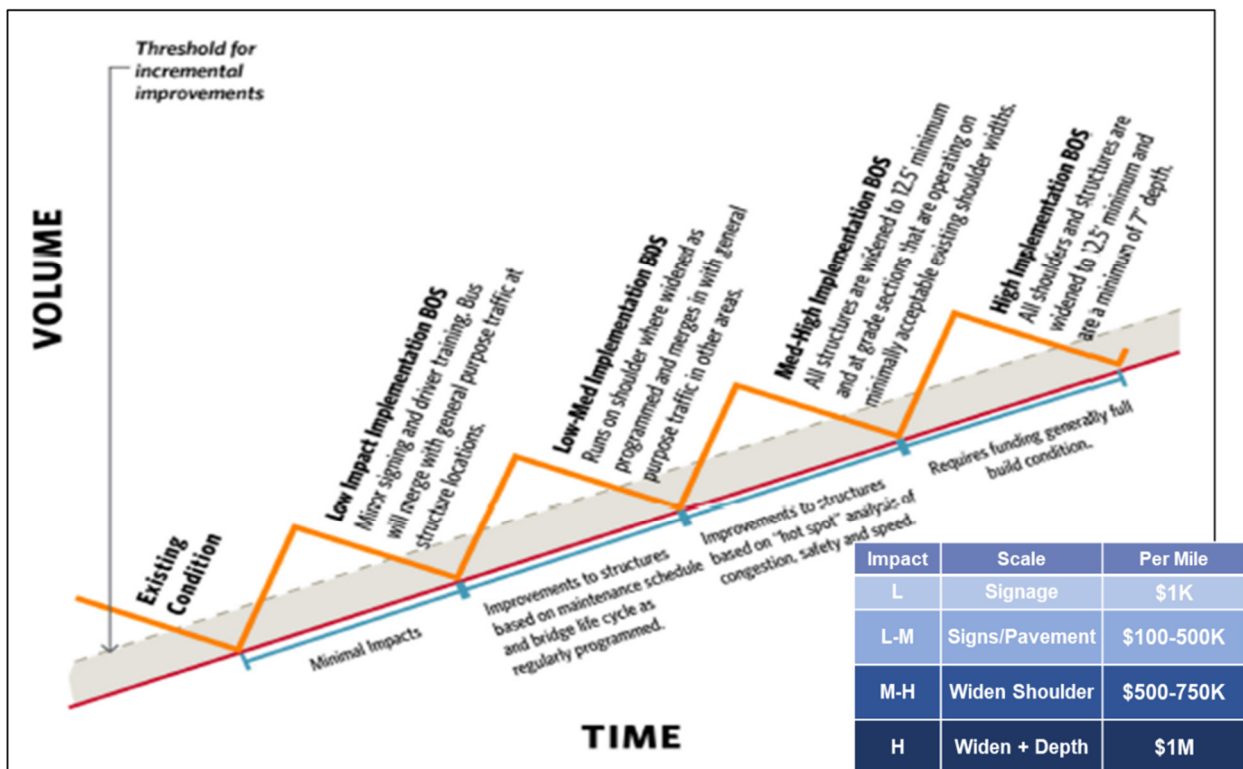 Threshold for
incremental
improvements
VOLUME
Existing
Condition
Low Impact Implementation BOS
Minor signing and driver training. Bus
will merge with general purpose traffic at
structure locations.
Low-Med Implementation BOS
Runs on shoulder where widened as
programmed and merges in with general
purpose traffic in other areas.
Med-High Implementation BOS
All structures are widened to 12.5' minimum
and at grade sections that are operating on
minimally acceptable existing shoulder widths.
High Implementation BOS
All shoulders and structures are
widened to 12.5' minimum and
are a minimum of 7" depth.
Minimal Impacts
Improvements to structures
based on maintenance schedule
and bridge life cycle as
regularly programmed.
Improvements to structures
based on "hot spot" analysis of
congestion, safety and speed.
Requires funding generally full
build condition.
TIME
Impact Scale Per Mile
L Signage $1K
L-M Signs/Pavement $100-500K
M-H Widen Shoulder $500-750K
H Widen + Depth $1M